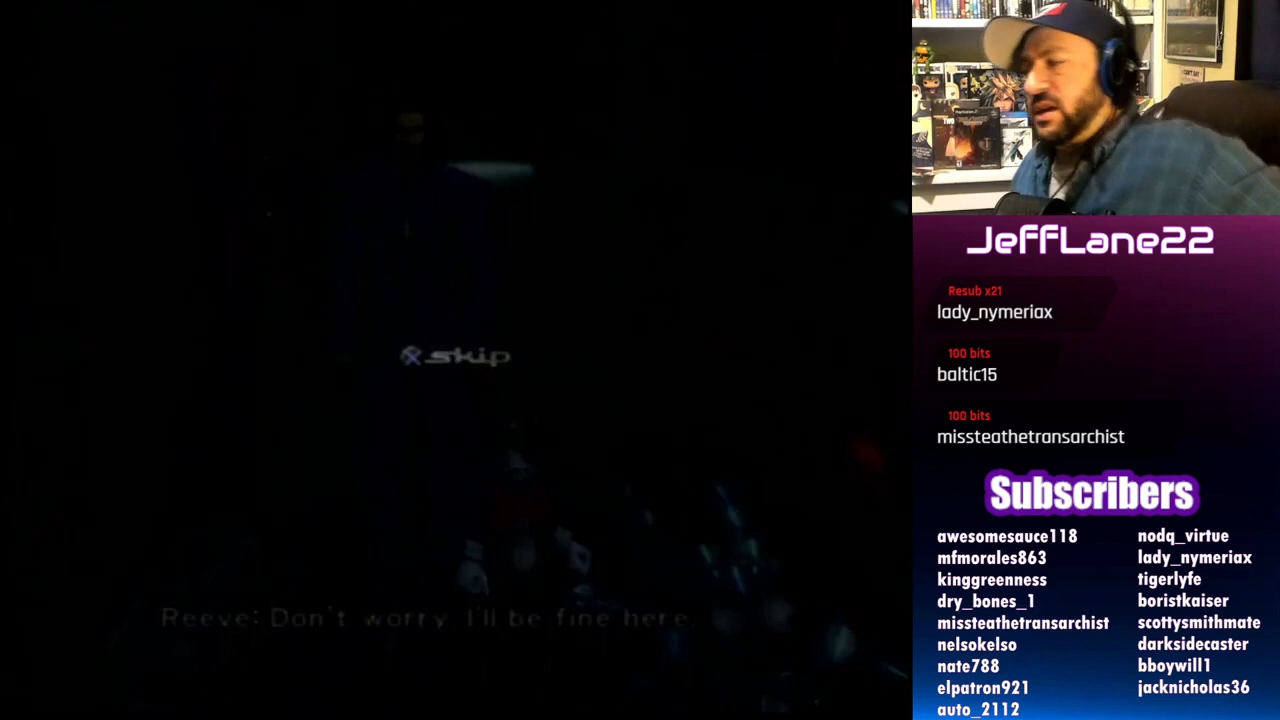 skip
Reeve: Don't worry. I'll be fine here.
JeffLane22
Resub x21
lady_nymeriax
100 bits
baltic15
100 bits
missteathetransarchist
Subscribers
awesomesauce118
mfmorales863
kinggreenness
dry_bones_1
missteathetransarchist
nelsokelso
nate788
elpatron921
auto_2112
nodq_virtue
lady_nymeriax
tigerlyfe
boristkaiser
scottysmithmate
darksidecaster
bboywill1
jacknicholas36